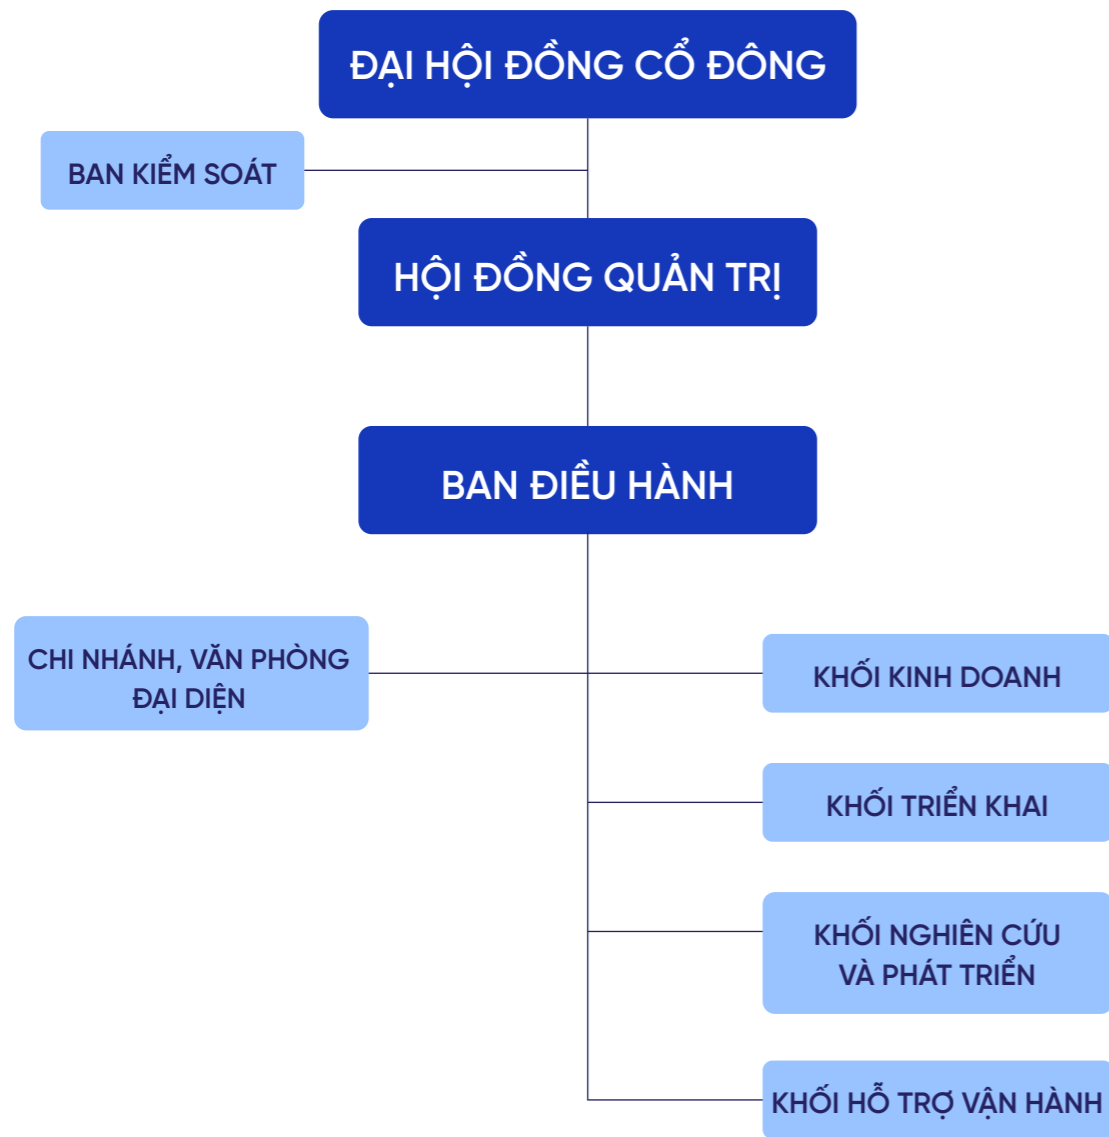 ĐẠI HỘI ĐỒNG CỔ ĐÔNG
BAN KIỂM SOÁT
HỘI ĐỒNG QUẢN TRỊ
BAN ĐIỀU HÀNH
CHI NHÁNH, VĂN PHÒNG
ĐẠI DIỆN
KHỐI KINH DOANH
KHỐI TRIỂN KHAI
KHỐI NGHIÊN CỨU
VÀ PHÁT TRIỂN
KHỐI HỖ TRỢ VẬN HÀNH